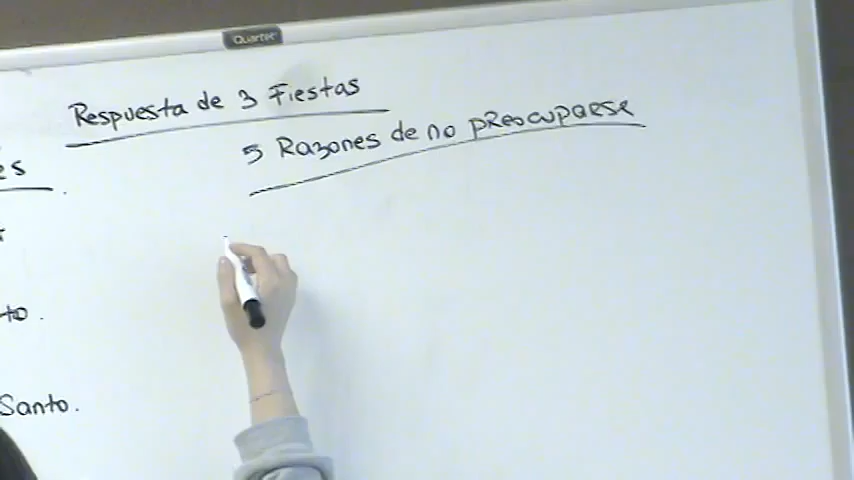 Quartet
Respuesta de 3 Fiestas
5 Razones de no preocuparse
es
to.
Santo.